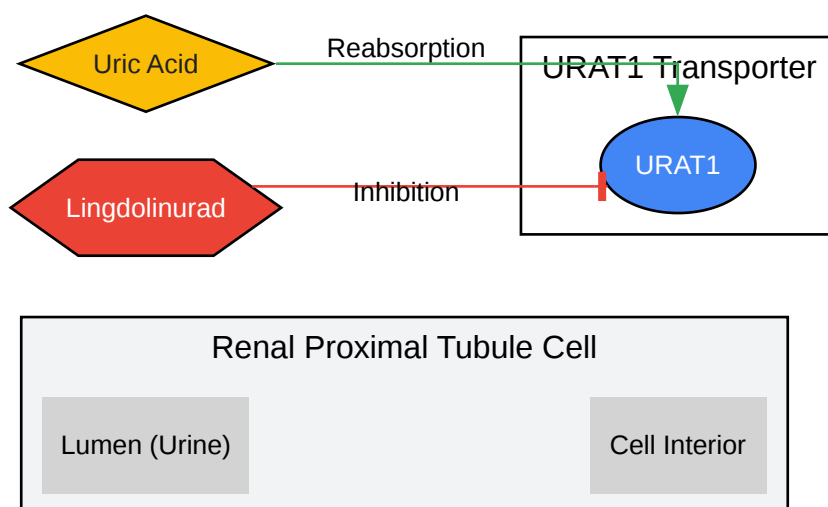 Uric Acid
Reabsorption
URAT1 Transporter
URAT1
Lingdolinurad
Inhibition
Renal Proximal Tubule Cell
Lumen (Urine)
Cell Interior